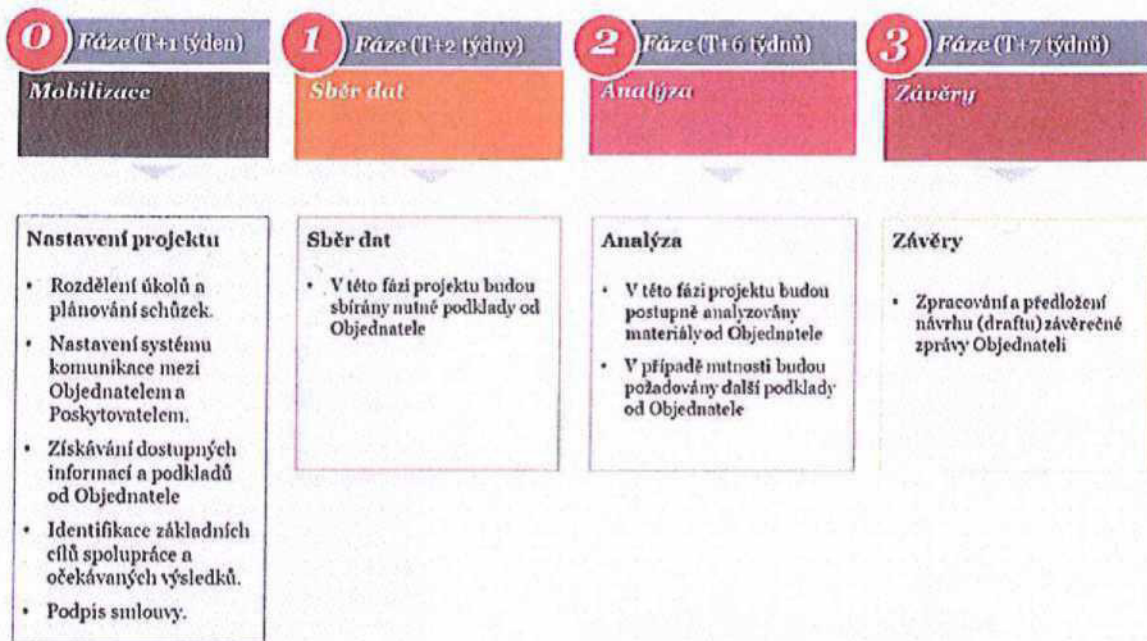 0 Fáze (T+1 týden)
Mobilizace
Nastavení projektu
• Rozdělení úkolů a
plánování schůzek.
• Nastavení systému
komunikace mezi
Objednatelem a
Poskytovatelem.
• Získávání dostupných
informací a podkladů
od Objednatele
• Identifikace základních
cílů spolupráce a
očekávaných výsledků.
• Podpis smlouvy.
1 Fáze (T+2 týdny)
Sběr dat
Sběr dat
• V této fázi projektu budou
sbírány nutné podklady od
Objednatele
2 Fáze (T+6 týdnů)
Analýza
Analýza
• V této fázi projektu budou
postupně analyzovány
materiály od Objednatele
• V případě nutnosti budou
požadovány další podklady
od Objednatele
3 Fáze (T+7 týdnů)
Závěry
Závěry
• Zpracování a předložení
návrhu (draftu) závěrečné
zprávy Objednateli